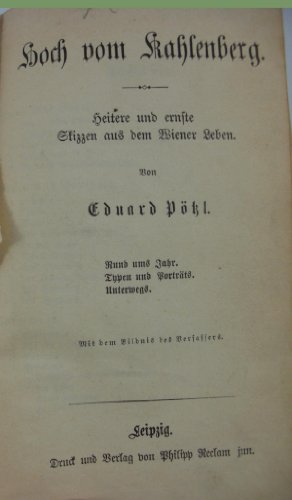 Hoch vom Kahlenberg.
Heitere und ernste
Skizzen aus dem Wiener Leben.
Von
Eduard Pötzl.
Rund ums Jahr.
Typen und Porträts.
Unterwegs.
Mit dem Bildnis des Verfassers.
Leipzig.
Druck und Verlag von Philipp Reclam jun.